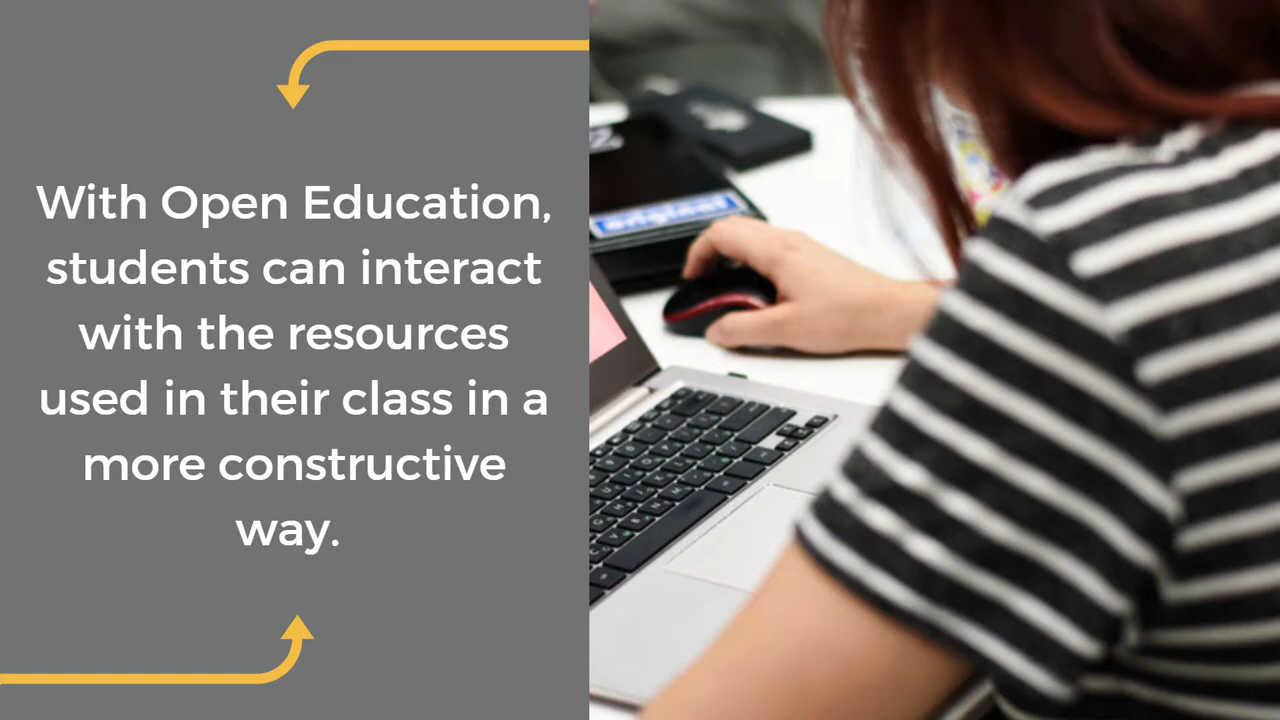 With Open Education,
students can interact
with the resources
used in their class in a
more constructive
way.